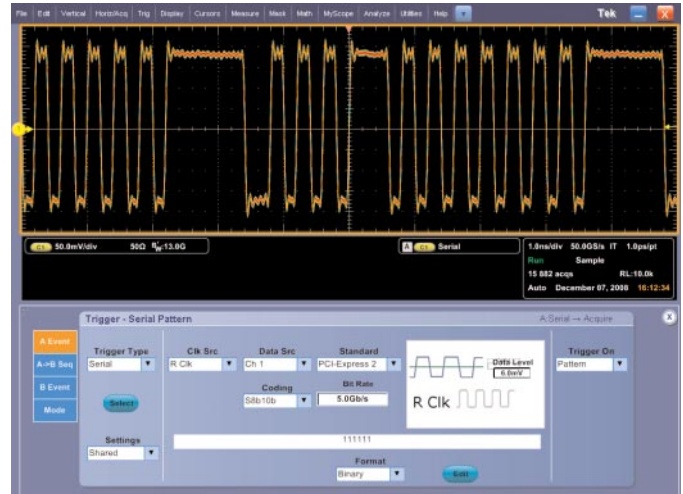 File Edit Vertical Horiz/Acq Trig Display Cursors Measure Mask Math MyScope Analyze Utilities Help Tek X
1
C1 50.0mV/div 50Ω BW:13.0G
A C1 Serial
1.0ns/div 50.0GS/s IT 1.0ps/pt
Run Sample
15 882 acqs RL:10.0k
Auto December 07, 2008 16:12:34
Trigger - Serial Pattern A:Serial → Acquire X
A Event
A->B Seq
B Event
Mode
Trigger Type
Serial
Select
Settings
Shared
Clk Src
R Clk
Data Src
Ch 1
Standard
PCI-Express 2
Coding
S8b10b
Bit Rate
5.0Gb/s
Data Level
6.0mV
R Clk
Trigger On
Pattern
111111
Format
Binary
Edit